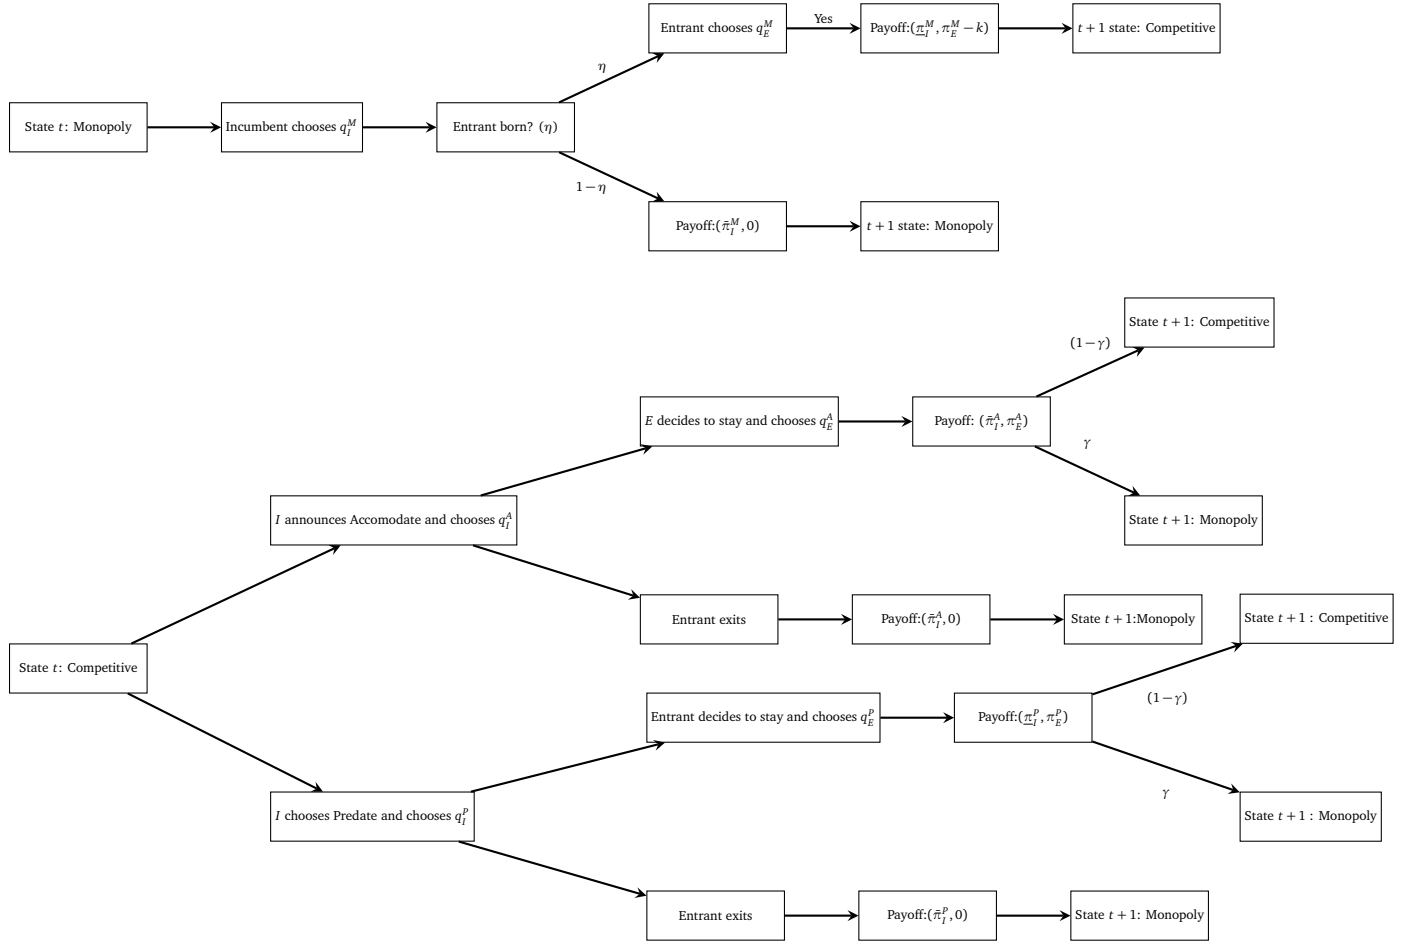 State t: Monopoly
Incumbent chooses q_I^M
Entrant born? (η)
η
1−η
Entrant chooses q_E^M
Yes
Payoff:(π̲_I^M, π_E^M − k)
t + 1 state: Competitive
Payoff:(π̄_I^M, 0)
t + 1 state: Monopoly
State t: Competitive
I announces Accomodate and chooses q_I^A
E decides to stay and chooses q_E^A
Payoff: (π̄_I^A, π_E^A)
(1−γ)
State t + 1: Competitive
γ
State t + 1: Monopoly
Entrant exits
Payoff:(π̄_I^A, 0)
State t + 1:Monopoly
I chooses Predate and chooses q_I^P
Entrant decides to stay and chooses q_E^P
Payoff:(π̲_I^P, π_E^P)
(1−γ)
State t + 1 : Competitive
γ
State t + 1 : Monopoly
Entrant exits
Payoff:(π̄_I^P, 0)
State t + 1: Monopoly